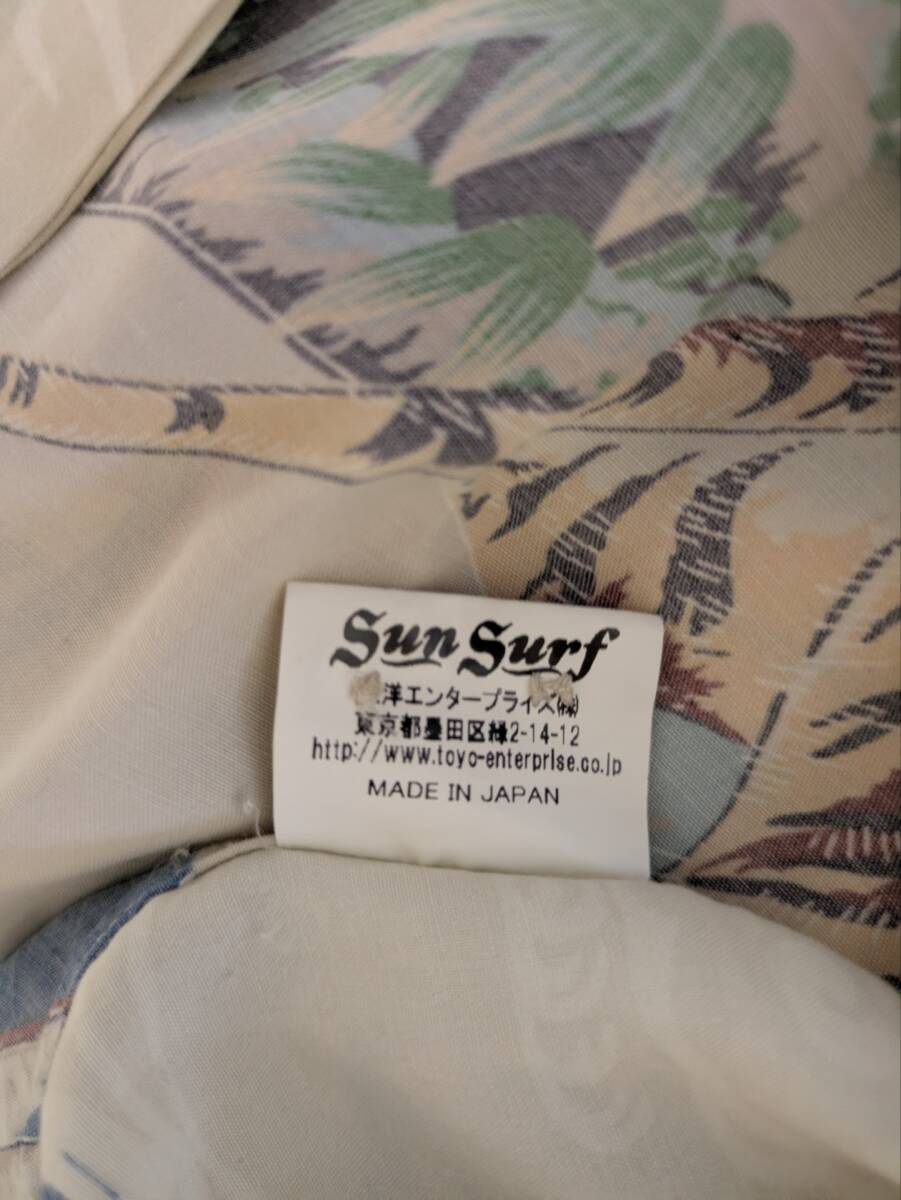 Sun Surf
洋エンタープライズ㈱
東京都墨田区緑2-14-12
http://www.toyo-enterprise.co.jp
MADE IN JAPAN